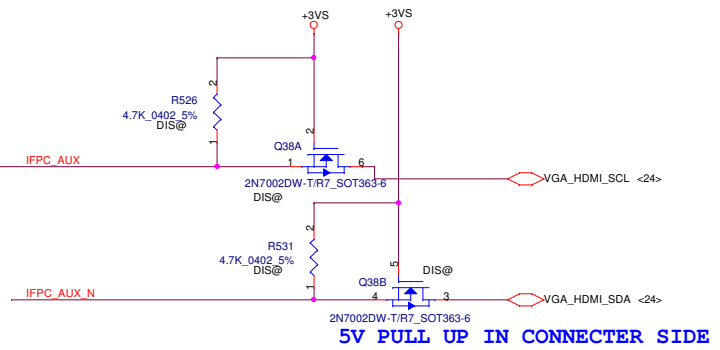 +3VS
+3VS
2
R526
4.7K_0402_5%
DIS@
1
2
Q38A
IFPC_AUX
1
6
2N7002DW-T/R7_SOT363-6
DIS@
VGA_HDMI_SCL <24>
2
R531
4.7K_0402_5%
DIS@
1
5
DIS@
Q38B
IFPC_AUX_N
4
3
VGA_HDMI_SDA <24>
2N7002DW-T/R7_SOT363-6
5V PULL UP IN CONNECTER SIDE